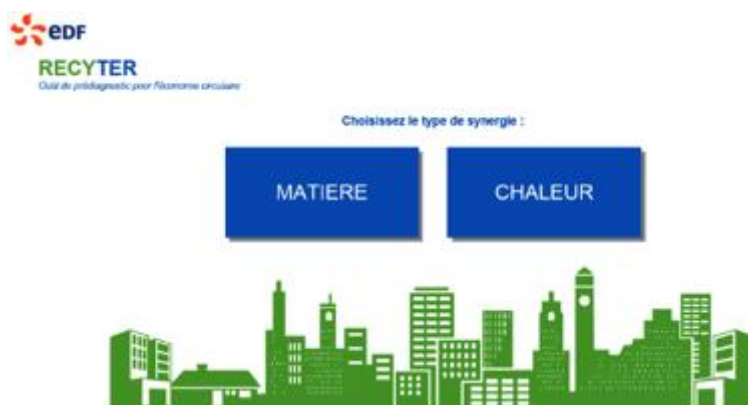 eDF
RECYTER
Outil de prédiagnostic pour l'économie circulaire
Choisissez le type de synergie :
MATIERE
CHALEUR